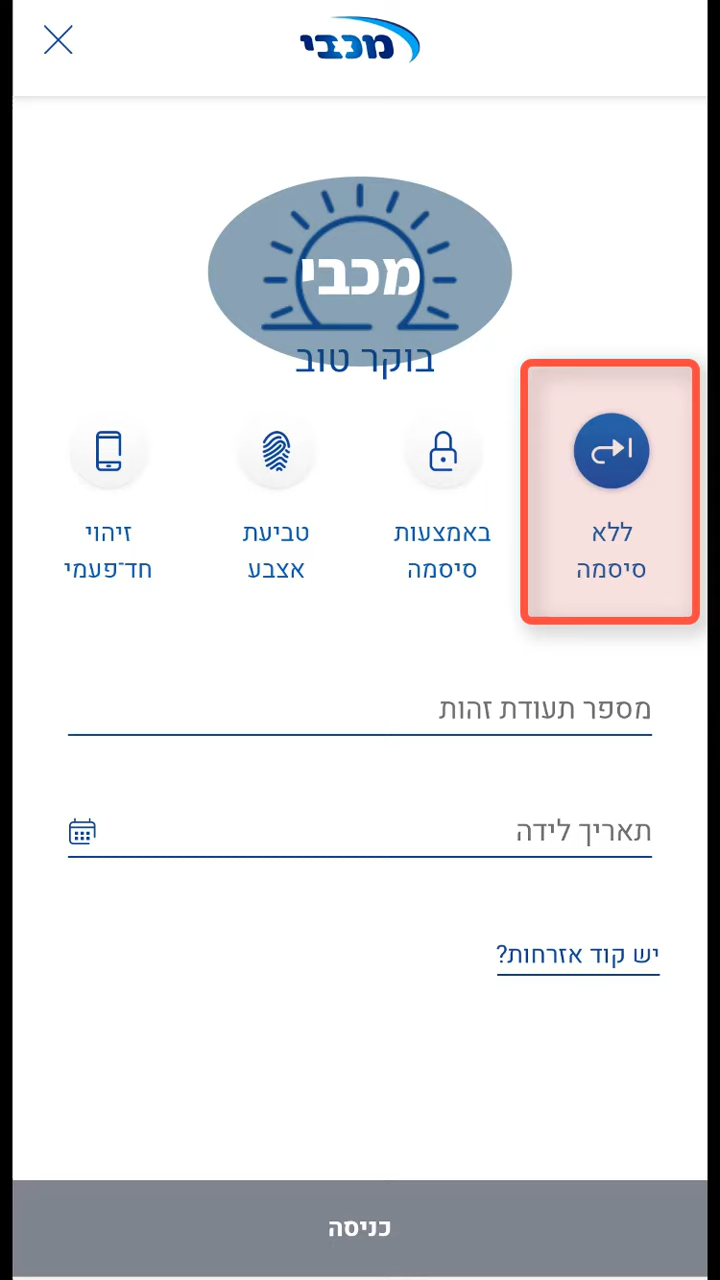 מכבי
מכבי
בוקר טוב
ללא
סיסמה
באמצעות
סיסמה
טביעת
אצבע
זיהוי
חד־פעמי
מספר תעודת זהות
תאריך לידה
יש קוד אזרחות?
כניסה